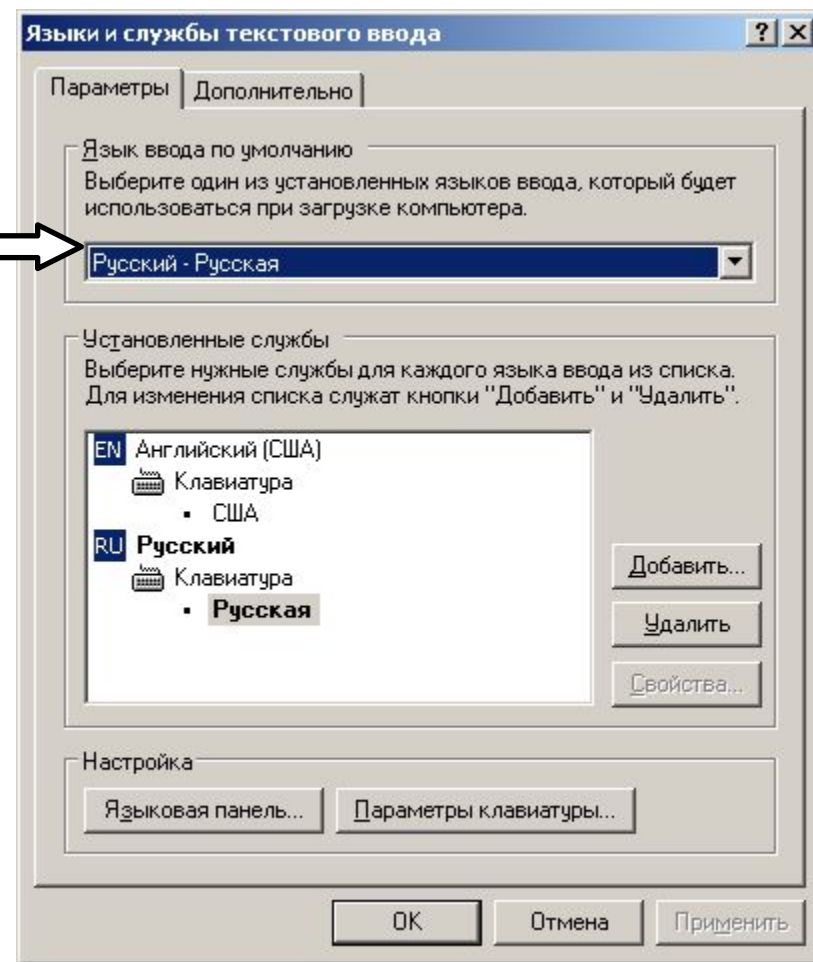 Языки и службы текстового ввода
Параметры
Дополнительно
Язык ввода по умолчанию
Выберите один из установленных языков ввода, который будет
использоваться при загрузке компьютера.
Русский - Русская
Установленные службы
Выберите нужные службы для каждого языка ввода из списка.
Для изменения списка служат кнопки "Добавить" и "Удалить".
EN Английский (США)
Клавиатура
США
RU Русский
Клавиатура
Русская
Добавить...
Удалить
Свойства...
Настройка
Языковая панель...
Параметры клавиатуры...
OK
Отмена
Применить